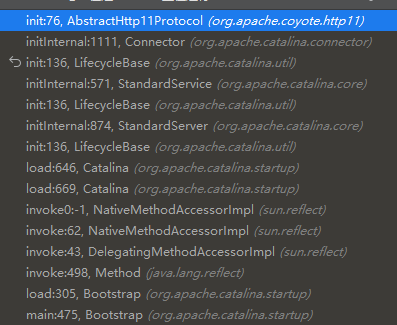 init:76, AbstractHttp11Protocol (org.apache.coyote.http11)
initInternal:1111, Connector (org.apache.catalina.connector)
init:136, LifecycleBase (org.apache.catalina.util)
initInternal:571, StandardService (org.apache.catalina.core)
init:136, LifecycleBase (org.apache.catalina.util)
initInternal:874, StandardServer (org.apache.catalina.core)
init:136, LifecycleBase (org.apache.catalina.util)
load:646, Catalina (org.apache.catalina.startup)
load:669, Catalina (org.apache.catalina.startup)
invoke0:-1, NativeMethodAccessorImpl (sun.reflect)
invoke:62, NativeMethodAccessorImpl (sun.reflect)
invoke:43, DelegatingMethodAccessorImpl (sun.reflect)
invoke:498, Method (java.lang.reflect)
load:305, Bootstrap (org.apache.catalina.startup)
main:475, Bootstrap (org.apache.catalina.startup)